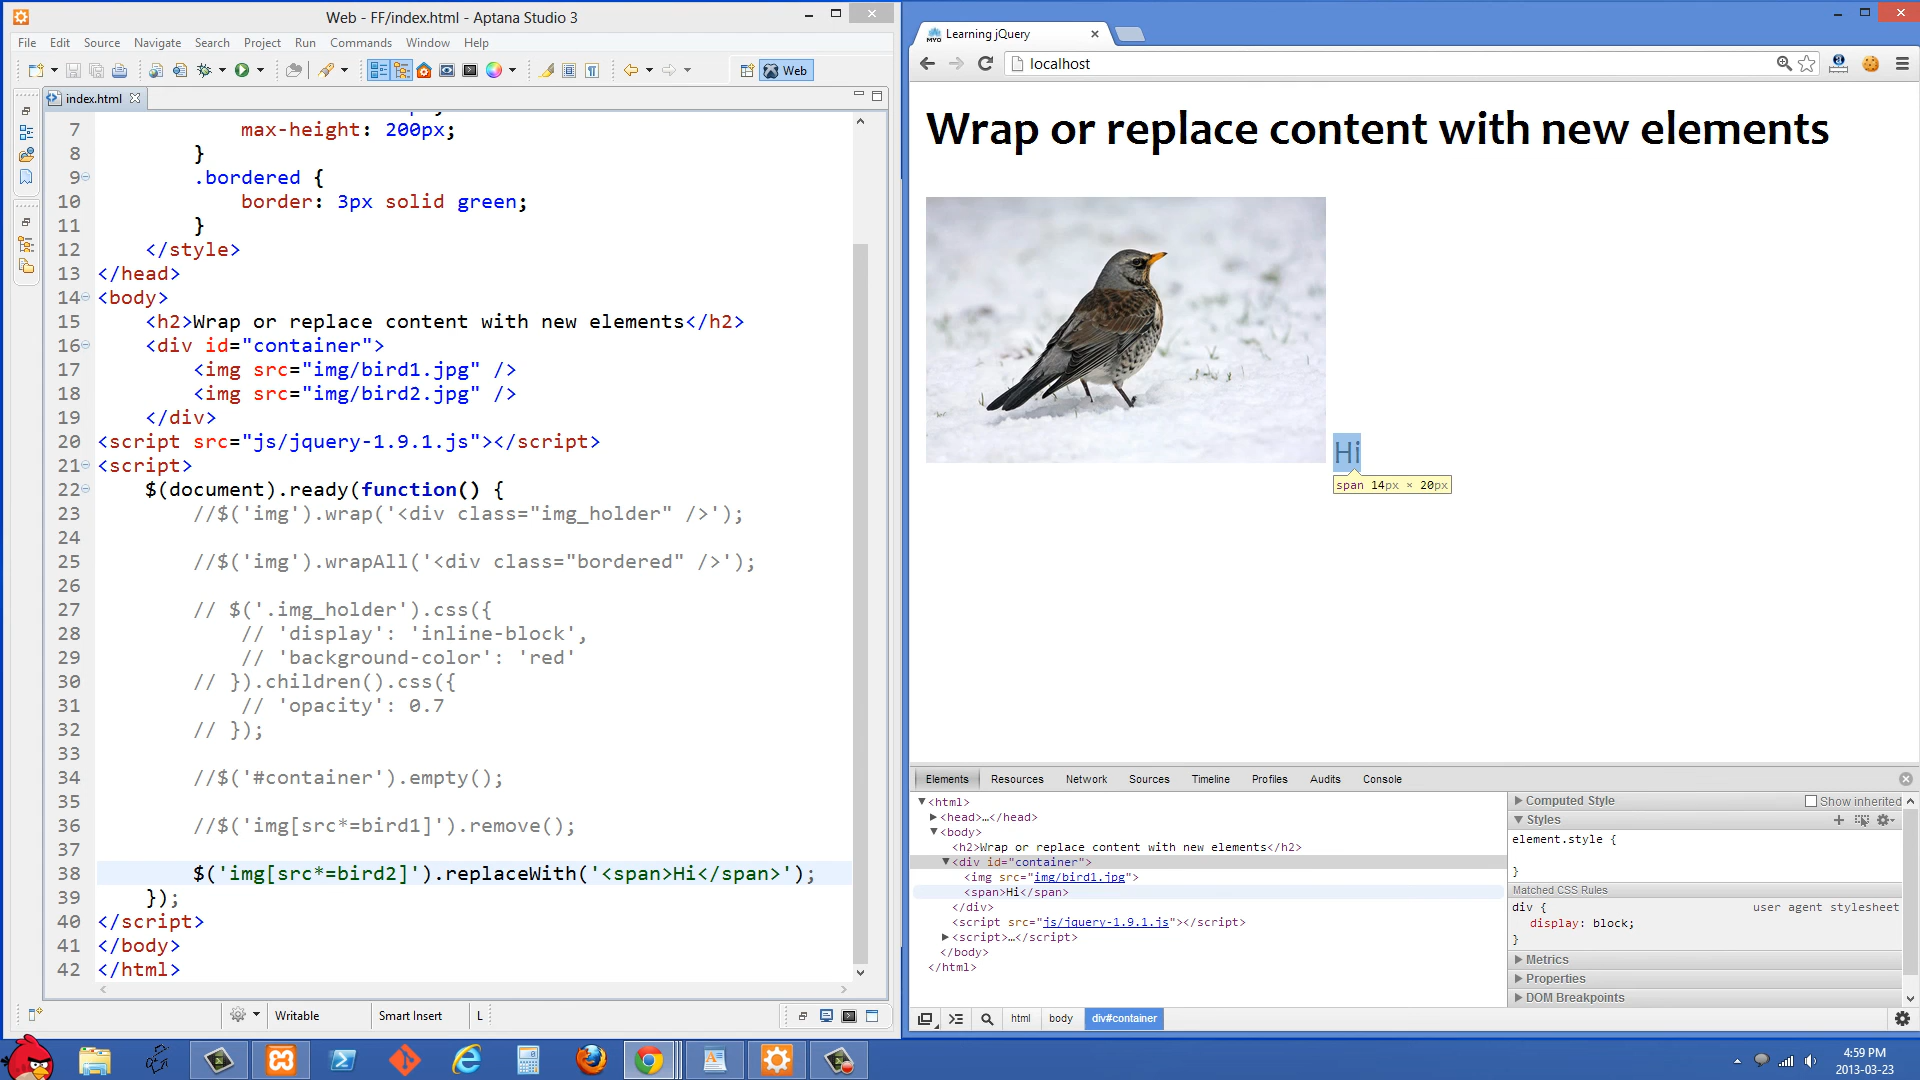 Web - FF/index.html - Aptana Studio 3
File Edit Source Navigate Search Project Run Commands Window Help
Web
index.html
7 max-height: 200px;
8 }
9 .bordered {
10 border: 3px solid green;
11 }
12 </style>
13 </head>
14 <body>
15 <h2>Wrap or replace content with new elements</h2>
16 <div id="container">
17 <img src="img/bird1.jpg" />
18 <img src="img/bird2.jpg" />
19 </div>
20 <script src="js/jquery-1.9.1.js"></script>
21 <script>
22 $(document).ready(function() {
23 //$('img').wrap('<div class="img_holder" />');
24
25 //$('img').wrapAll('<div class="bordered" />');
26
27 // $('.img_holder').css({
28 // 'display': 'inline-block',
29 // 'background-color': 'red'
30 // }).children().css({
31 // 'opacity': 0.7
32 // });
33
34 //$('#container').empty();
35
36 //$('img[src*=bird1]').remove();
37
38 $('img[src*=bird2]').replaceWith('<span>Hi</span>');
39 });
40 </script>
41 </body>
42 </html>
Writable Smart Insert L
Learning jQuery
localhost
Wrap or replace content with new elements
Hi
span 14px × 20px
Elements Resources Network Sources Timeline Profiles Audits Console
<html>
<head>…</head>
<body>
<h2>Wrap or replace content with new elements</h2>
<div id="container">
<img src="img/bird1.jpg">
<span>Hi</span>
</div>
<script src="js/jquery-1.9.1.js"></script>
<script>…</script>
</body>
</html>
Computed Style Show inherited
Styles
element.style {
}
Matched CSS Rules
div { user agent stylesheet
display: block;
}
Metrics
Properties
DOM Breakpoints
html body div#container
4:59 PM
2013-03-23